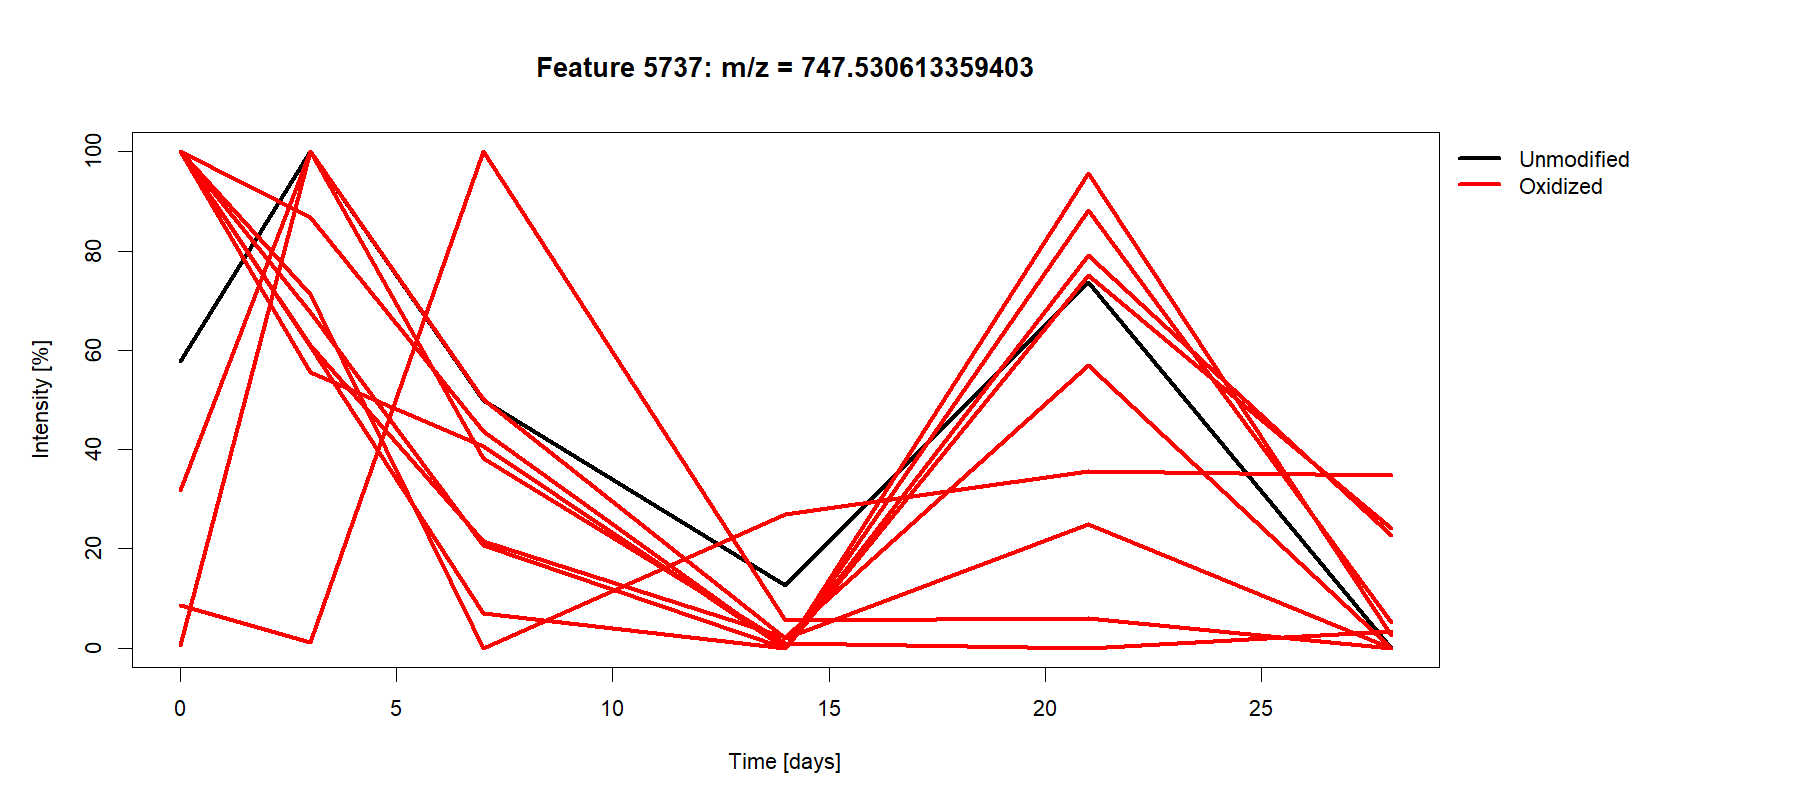 Feature 5737: m/z = 747.530613359403
Unmodified
Oxidized
Intensity [%]
100
80
60
40
20
0
0 5 10 15 20 25
Time [days]